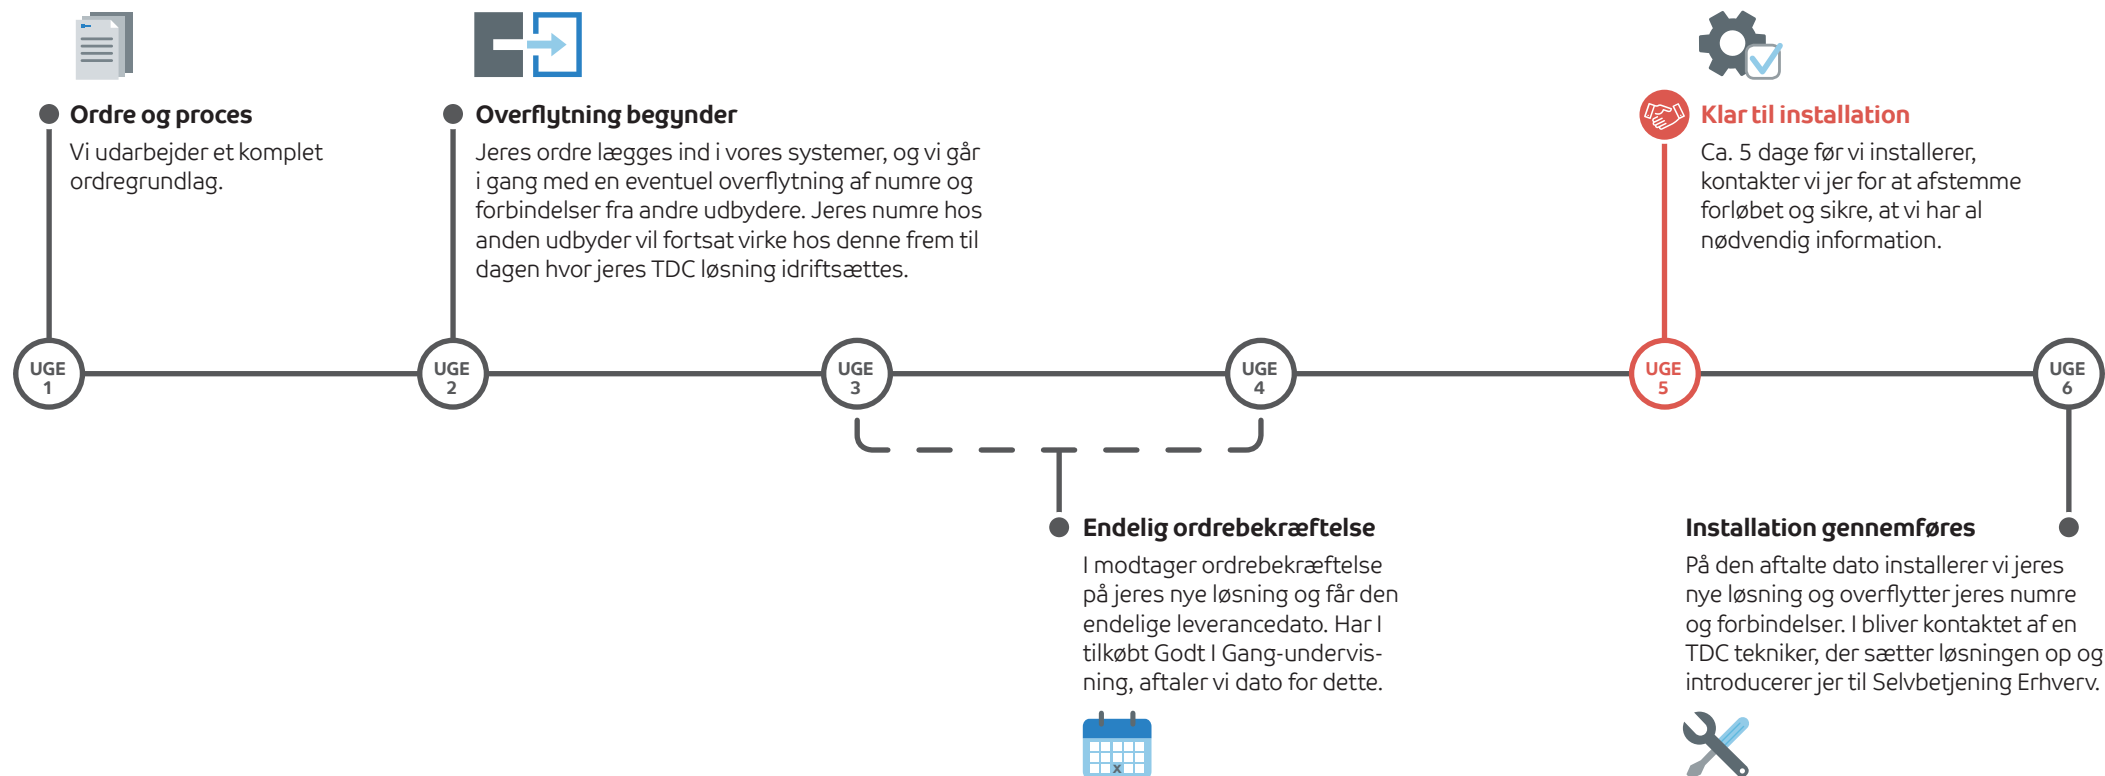 Ordre og proces
Vi udarbejder et komplet
ordregrundlag.
Overflytning begynder
Jeres ordre lægges ind i vores systemer, og vi går
i gang med en eventuel overflytning af numre og
forbindelser fra andre udbydere. Jeres numre hos
anden udbyder vil fortsat virke hos denne frem til
dagen hvor jeres TDC løsning idriftsættes.
Klar til installation
Ca. 5 dage før vi installerer,
kontakter vi jer for at afstemme
forløbet og sikre, at vi har al
nødvendig information.
UGE
1
UGE
2
UGE
3
UGE
4
UGE
5
UGE
6
Endelig ordrebekræftelse
I modtager ordrebekræftelse
på jeres nye løsning og får den
endelige leverancedato. Har I
tilkøbt Godt I Gang-undervis-
ning, aftaler vi dato for dette.
x
Installation gennemføres
På den aftalte dato installerer vi jeres
nye løsning og overflytter jeres numre
og forbindelser. I bliver kontaktet af en
TDC tekniker, der sætter løsningen op og
introducerer jer til Selvbetjening Erhverv.